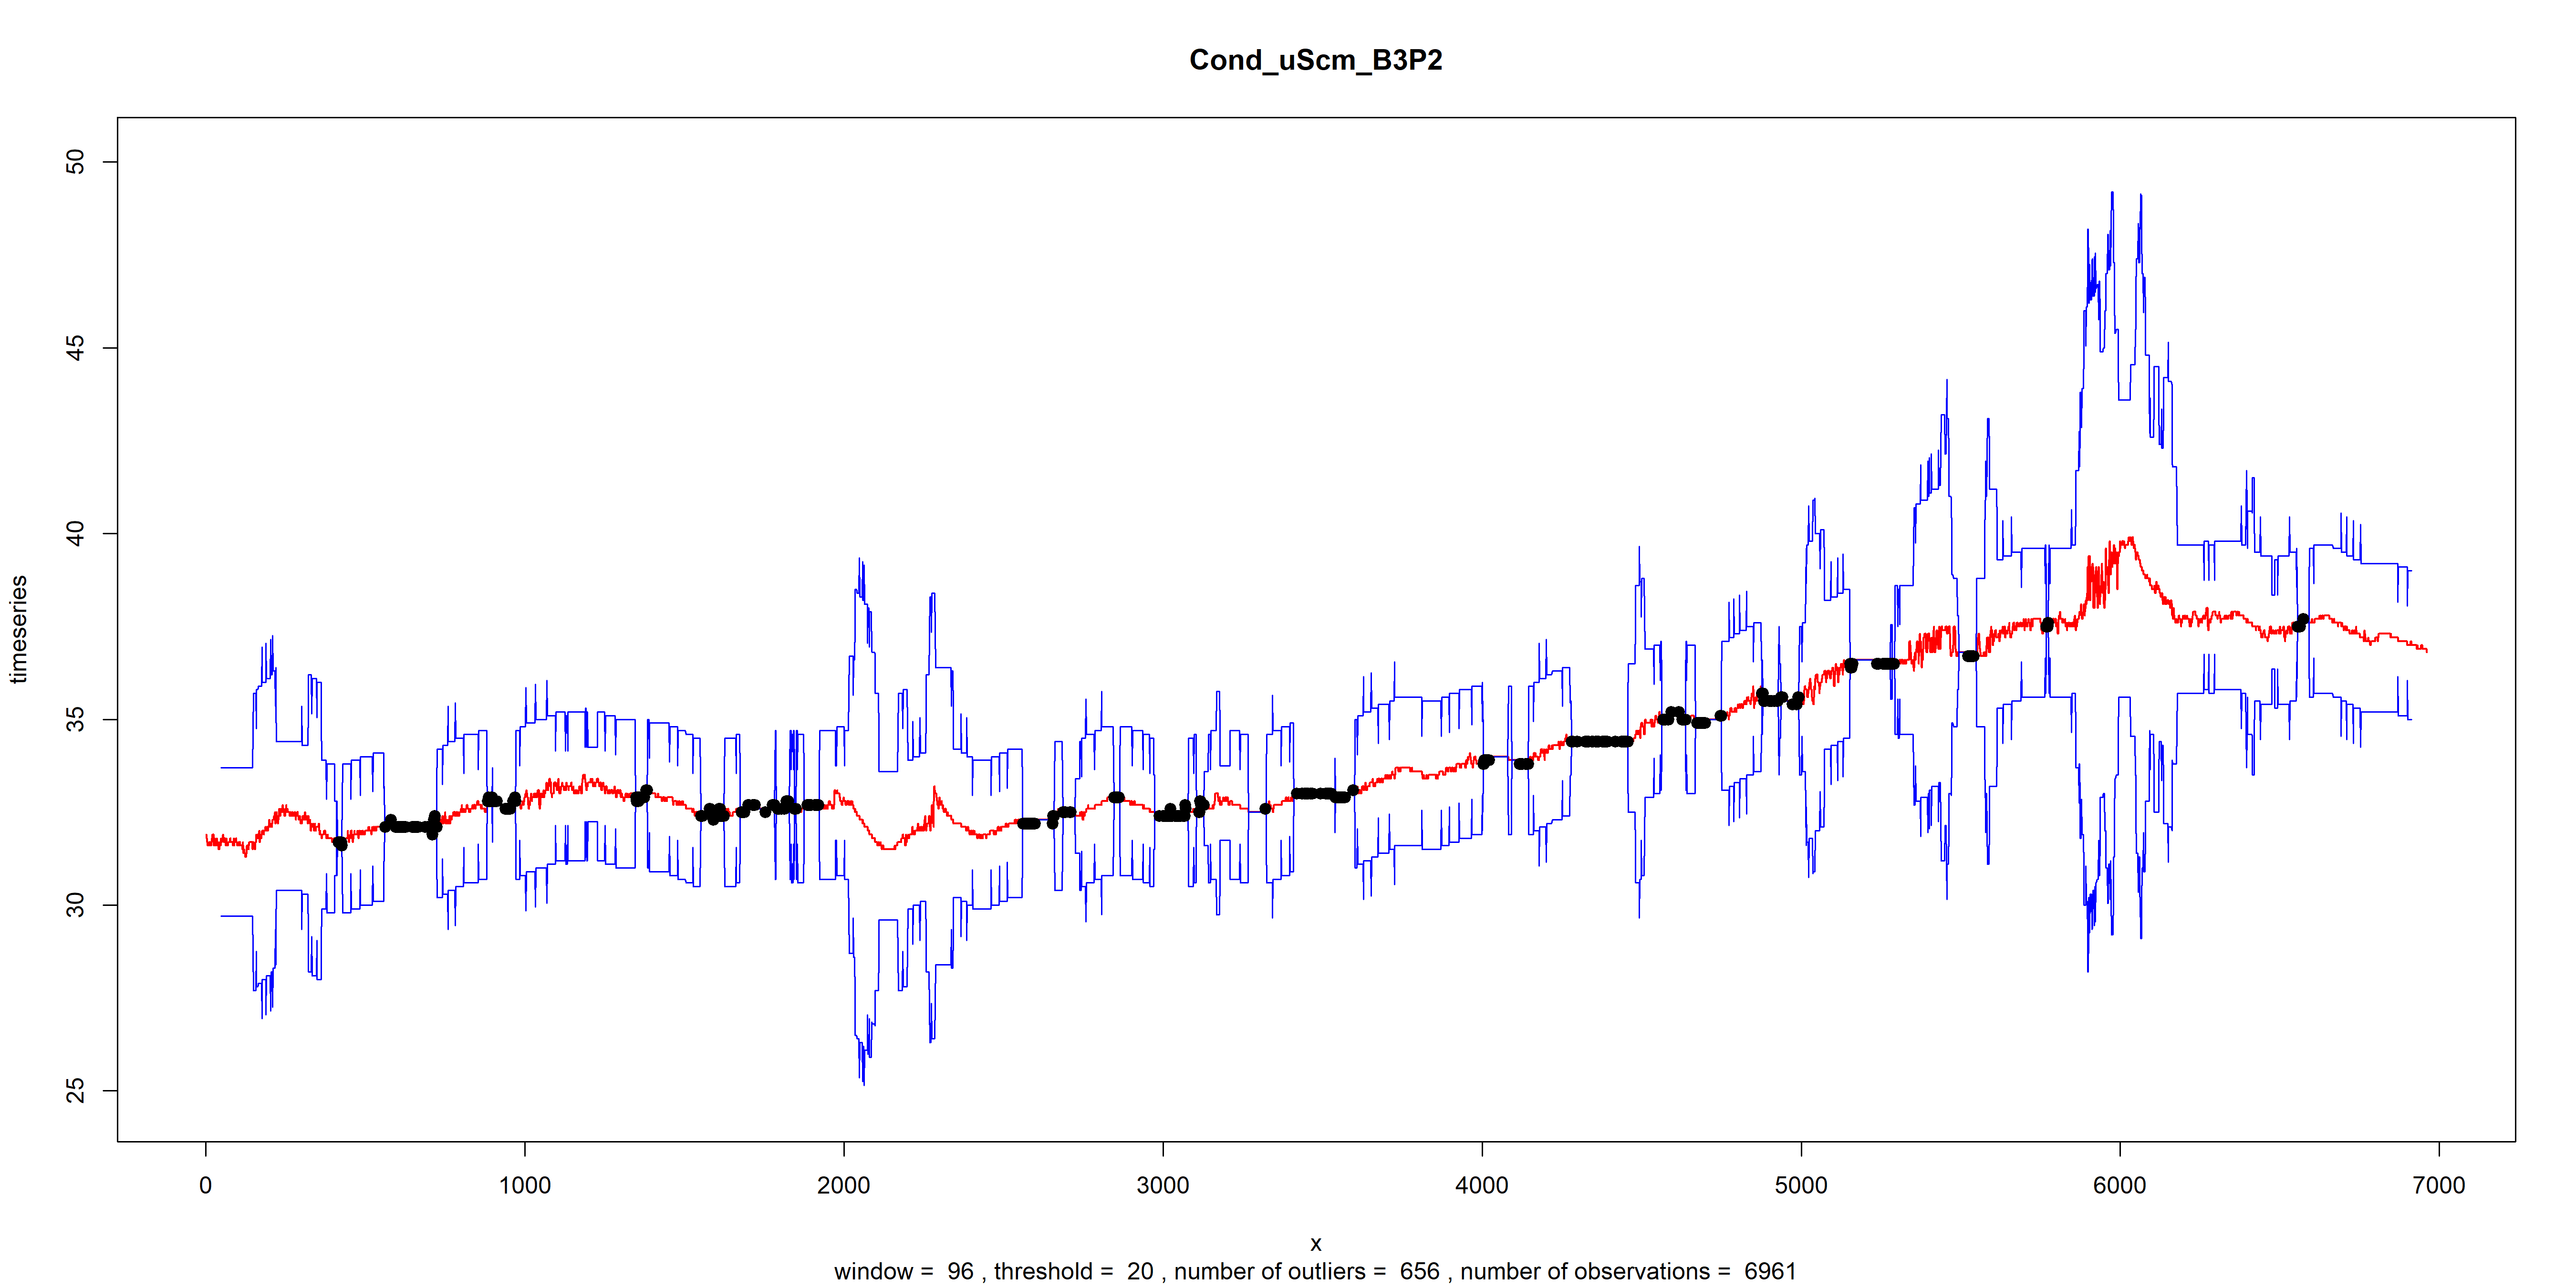 Cond_uScm_B3P2
timeseries
50
45
40
35
30
25
0 1000 2000 3000 4000 5000 6000 7000
x
window = 96 , threshold = 20 , number of outliers = 656 , number of observations = 6961